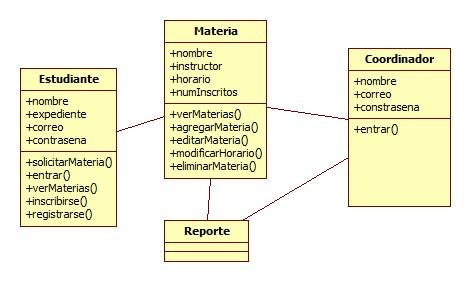 Materia
+nombre
+instructor
+horario
+numInscritos
+verMaterias()
+agregarMateria()
+editarMateria()
+modificarHorario()
+eliminarMateria()
Estudiante
+nombre
+expediente
+correo
+contrasena
+solicitarMateria()
+entrar()
+verMaterias()
+inscribirse()
+registrarse()
Coordinador
+nombre
+correo
+constrasena
+entrar()
Reporte